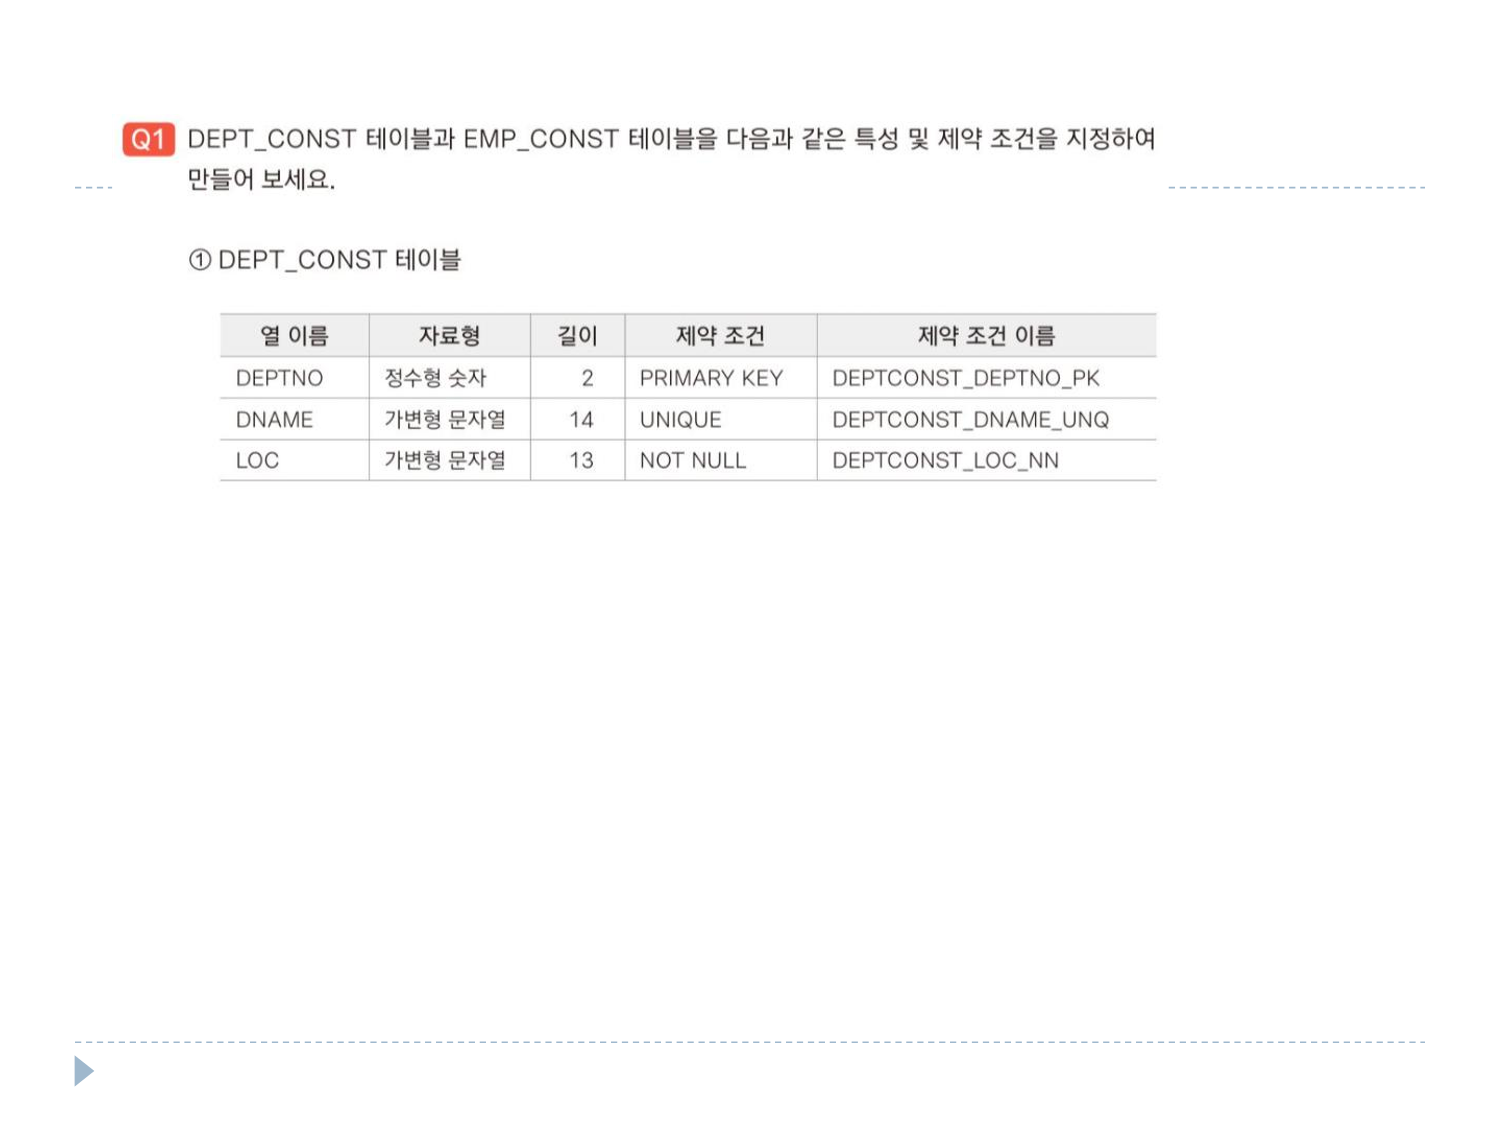 Q1 DEPT_CONST 테이블과 EMP_CONST 테이블을 다음과 같은 특성 및 제약 조건을 지정하여
만들어 보세요.
① DEPT_CONST 테이블
열 이름 자료형 길이 제약 조건 제약 조건 이름
DEPTNO 정수형 숫자 2 PRIMARY KEY DEPTCONST_DEPTNO_PK
DNAME 가변형 문자열 14 UNIQUE DEPTCONST_DNAME_UNQ
LOC 가변형 문자열 13 NOT NULL DEPTCONST_LOC_NN